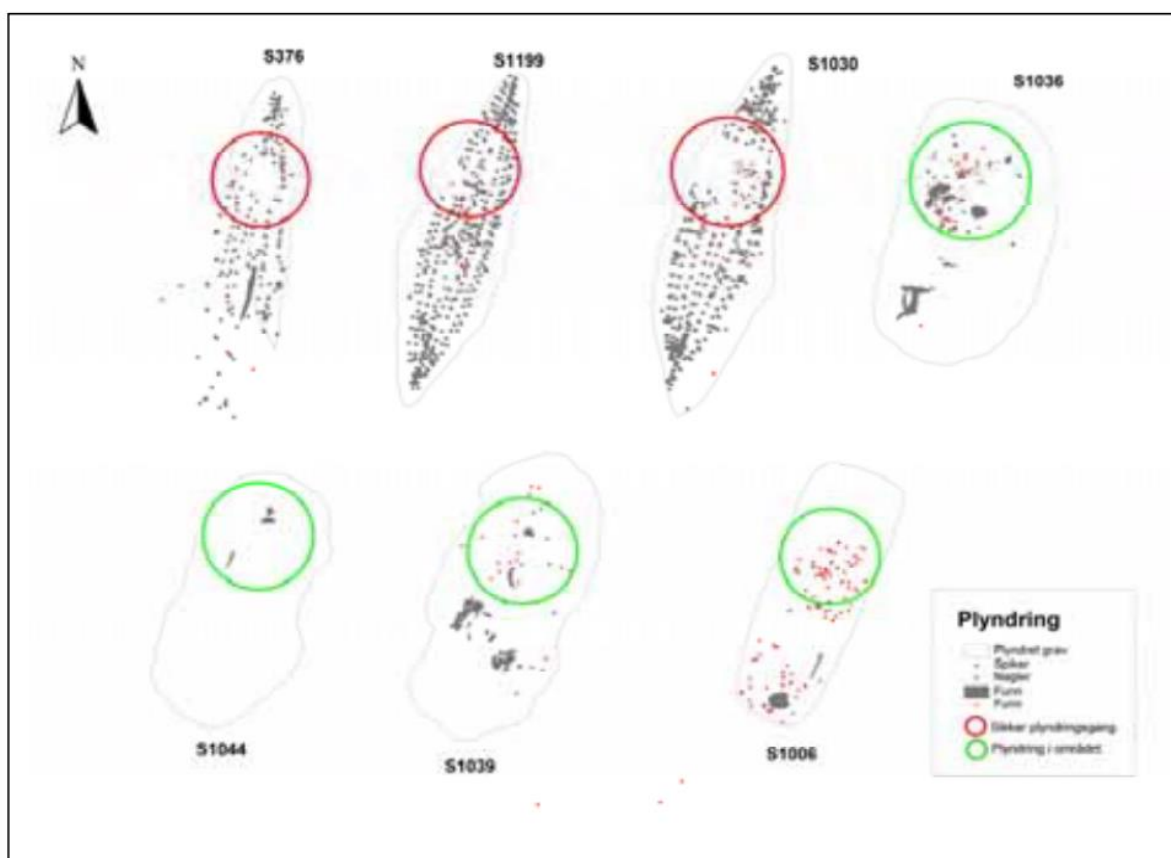 N
S376
S1199
S1030
S1036
S1044
S1039
S1006
Plyndring
Plyndret grav
Spiker
Nagler
Funn
Funn
Sikker plyndringsgang
Plyndring i området